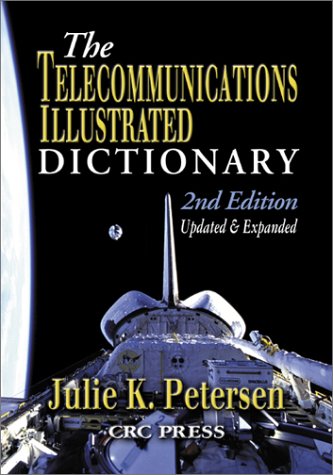 The
TELECOMMUNICATIONS
ILLUSTRATED
DICTIONARY
2nd Edition
Updated & Expanded
Julie K. Petersen
CRC PRESS